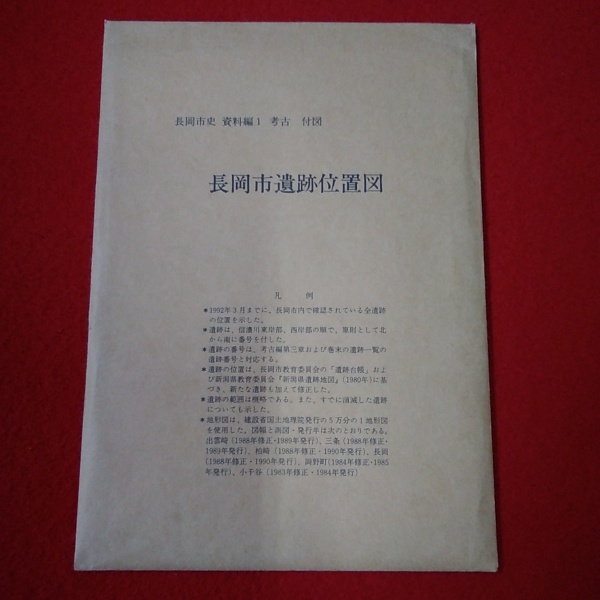 長岡市史 資料編1 考古 付図
長岡市遺跡位置図
凡 例
*1992年3月までに、長岡市内で確認されている全遺跡
の位置を示した。
*遺跡は、信濃川東岸部、西岸部の順で、原則として北
から南に番号を付した。
*遺跡の番号は、考古編第三章および巻末の遺跡一覧の
遺跡番号と対応する。
*遺跡の位置は、長岡市教育委員会の「遺跡台帳」およ
び新潟県教育委員会『新潟県遺跡地図』(1980年)に基
づき、新たな遺跡も加えて修正した。
*遺跡の範囲は概略である。また、すでに消滅した遺跡
についても示した。
*地形図は、建設省国土地理院発行の5万分の1地形図
を使用した。図幅と測図・発行年は次のとおりである。
出雲崎(1988年修正・1989年発行)、三条(1988年修正・
1989年発行)、柏崎(1988年修正・1990年発行)、長岡
(1988年修正・1990年発行)、岡野町(1984年修正・1985
年発行)、小千谷(1983年修正・1984年発行)